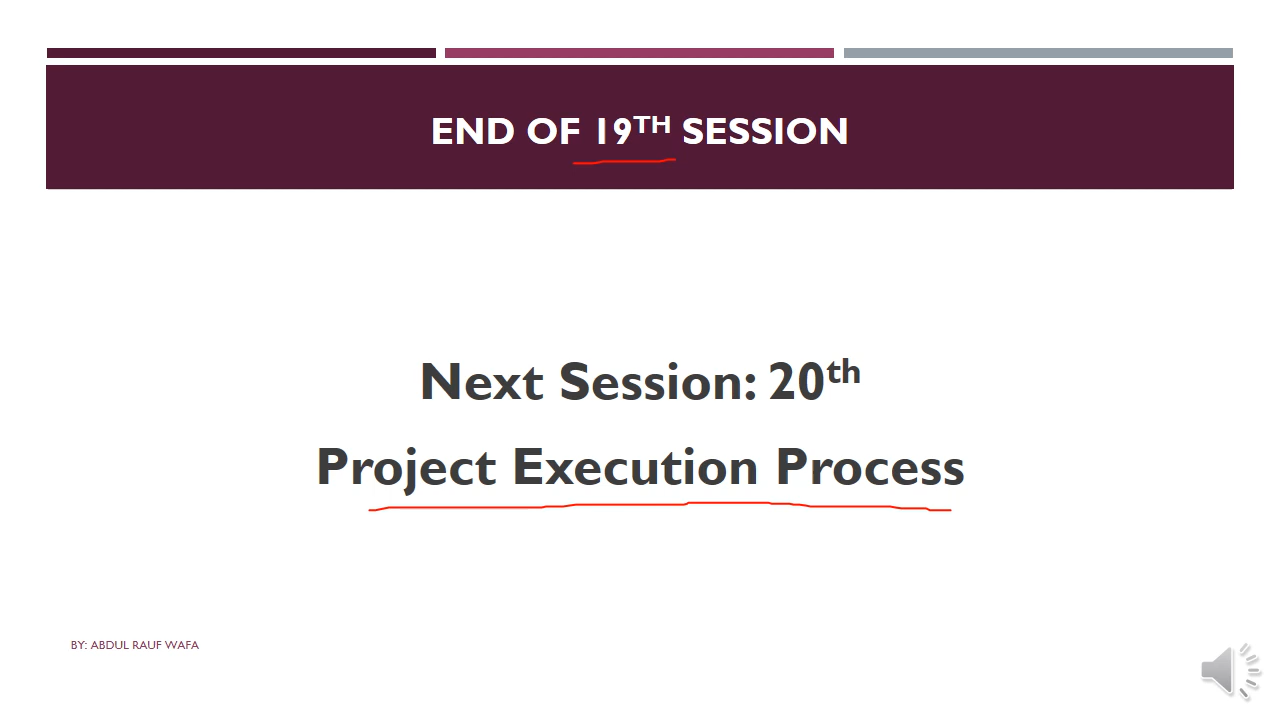 END OF 19TH SESSION
Next Session: 20th
Project Execution Process
BY: ABDUL RAUF WAFA